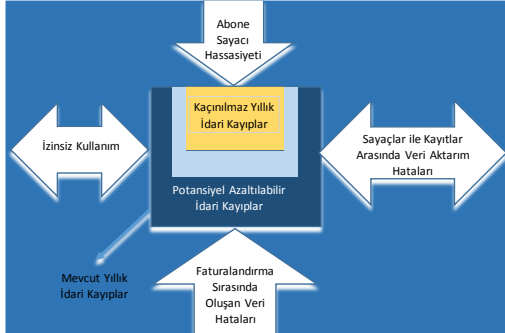 Abone
Sayacı
Hassasiyeti
Kaçınılmaz Yıllık
İdari Kayıplar
İzinsiz Kullanım
Sayaçlar ile Kayıtlar
Arasında Veri Aktarım
Hataları
Potansiyel Azaltılabilir
İdari Kayıplar
Mevcut Yıllık
İdari Kayıplar
Faturalandırma
Sırasında
Oluşan Veri
Hataları